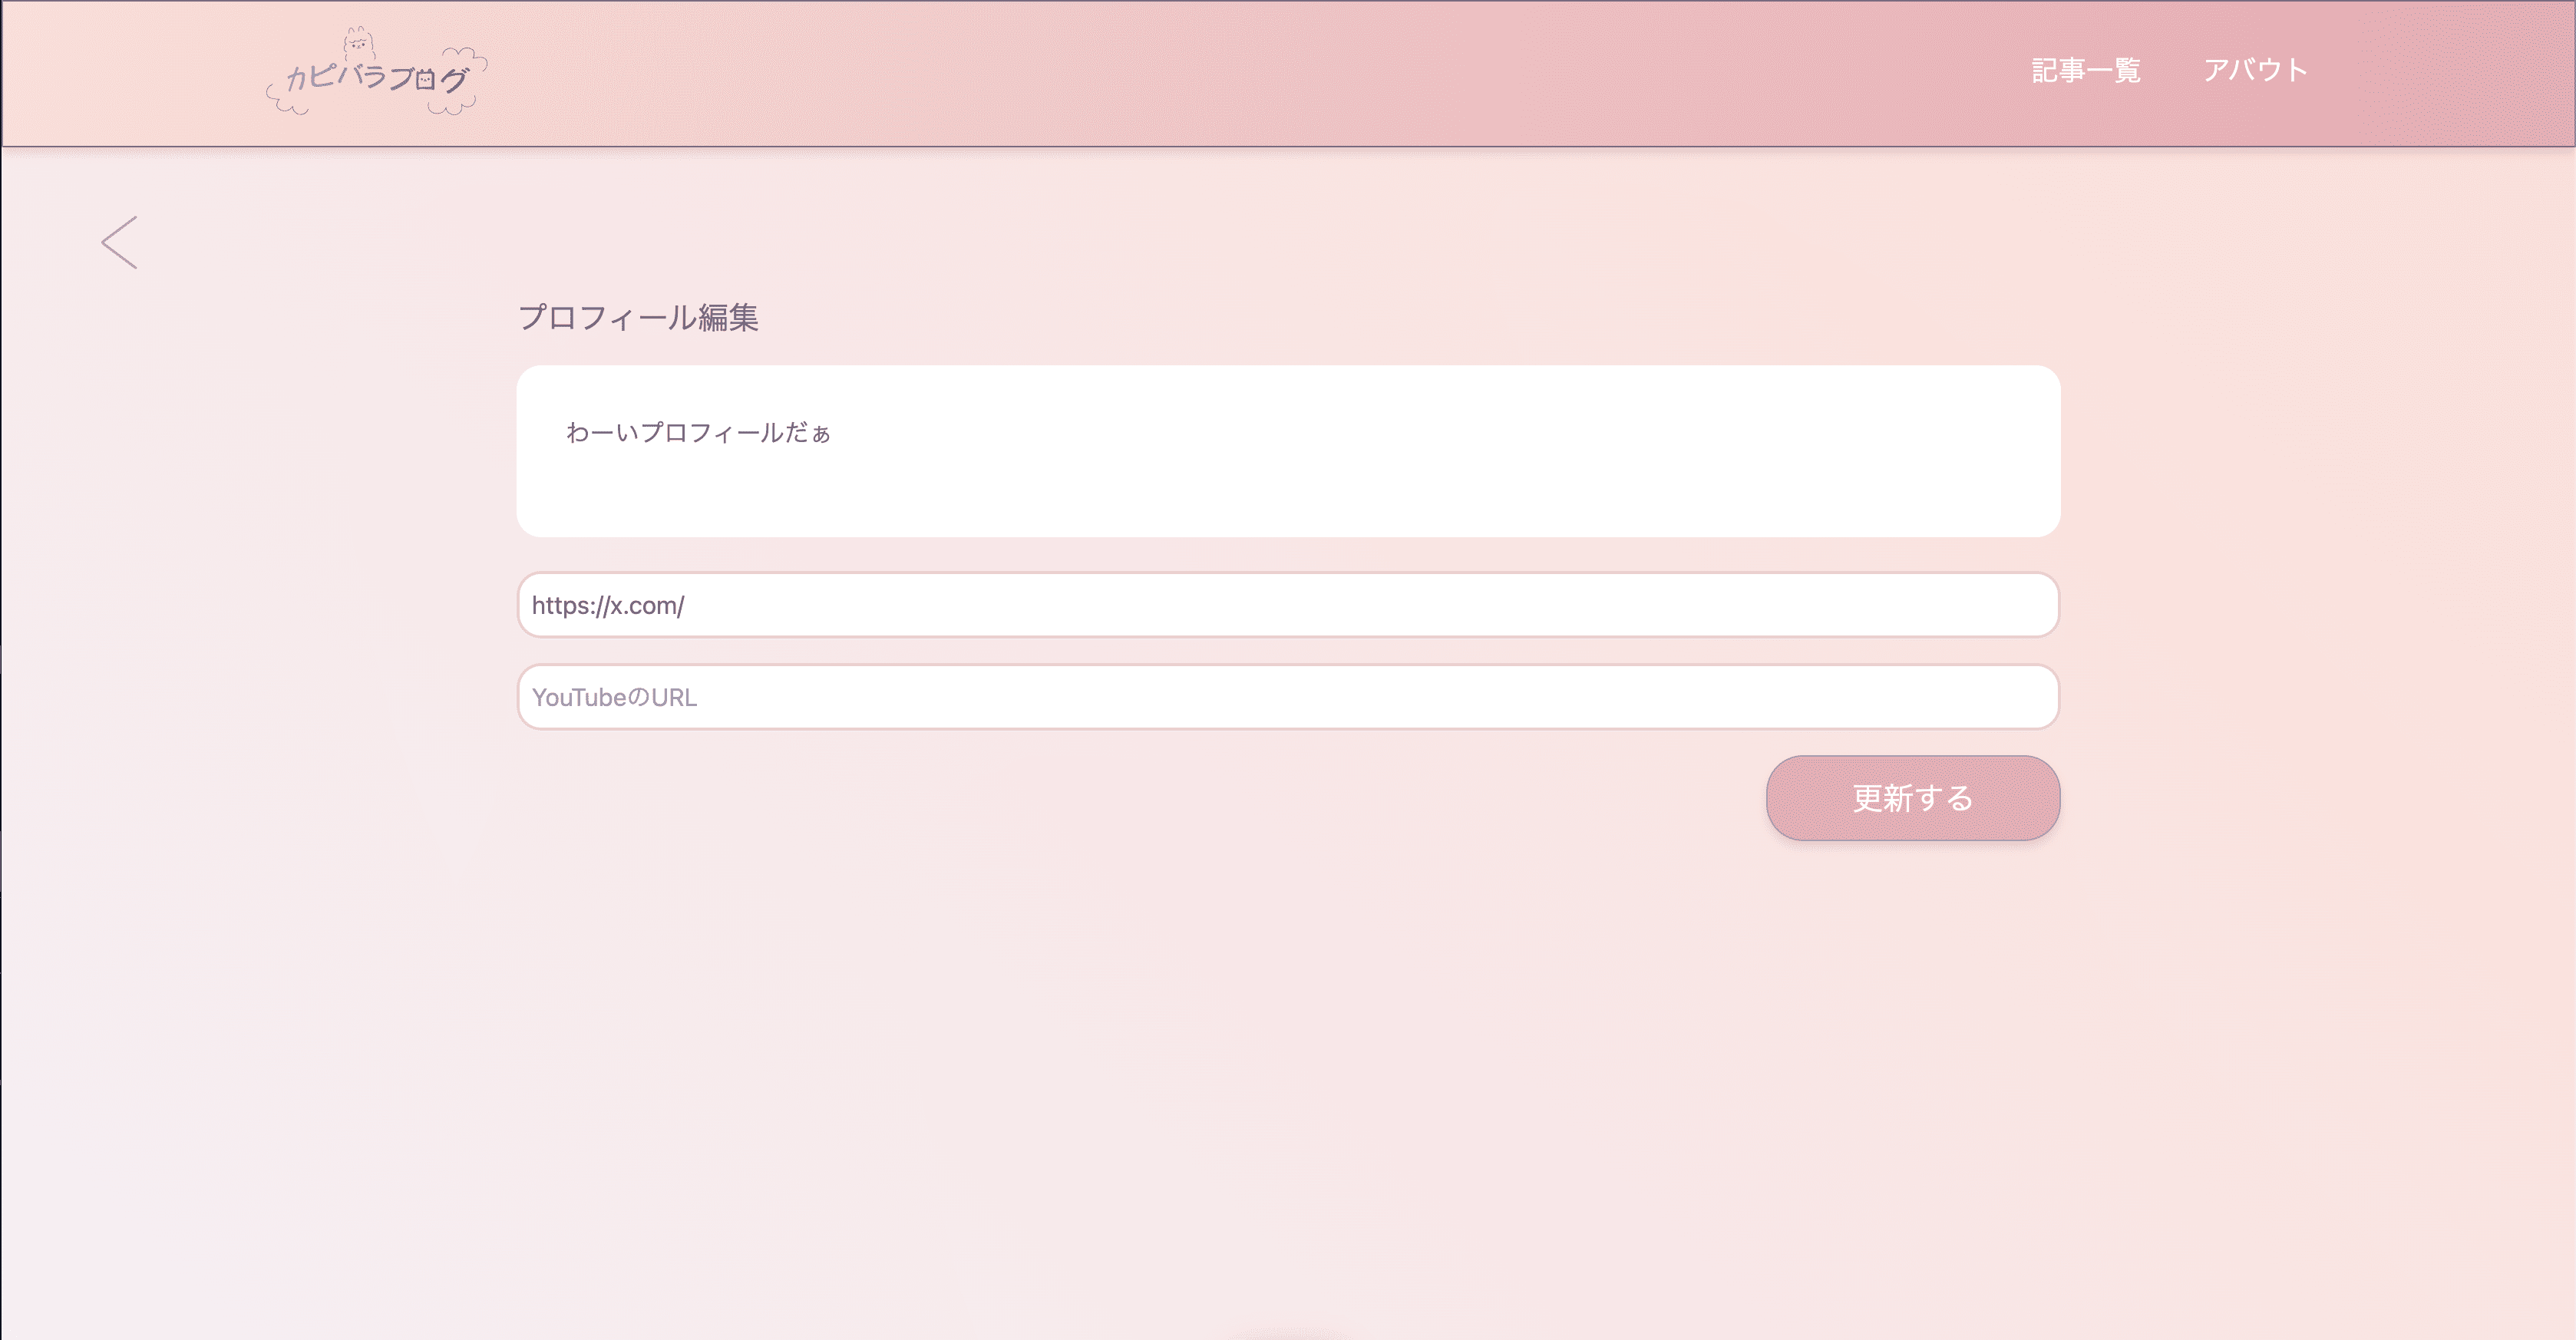 カピバラブログ
記事一覧
アバウト
プロフィール編集
わーいプロフィールだぁ
https://x.com/
YouTubeのURL
更新する